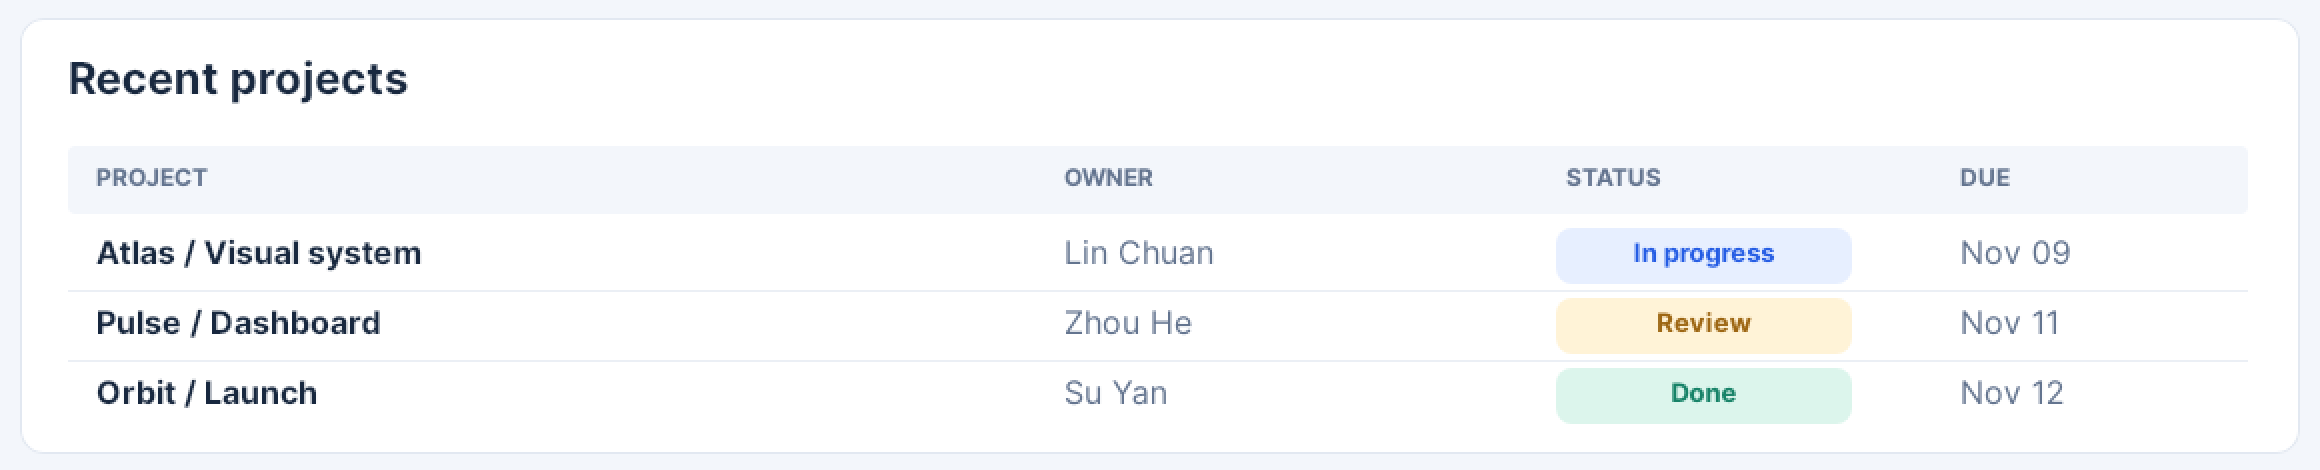 Recent projects
PROJECT OWNER STATUS DUE
Atlas / Visual system Lin Chuan In progress Nov 09
Pulse / Dashboard Zhou He Review Nov 11
Orbit / Launch Su Yan Done Nov 12